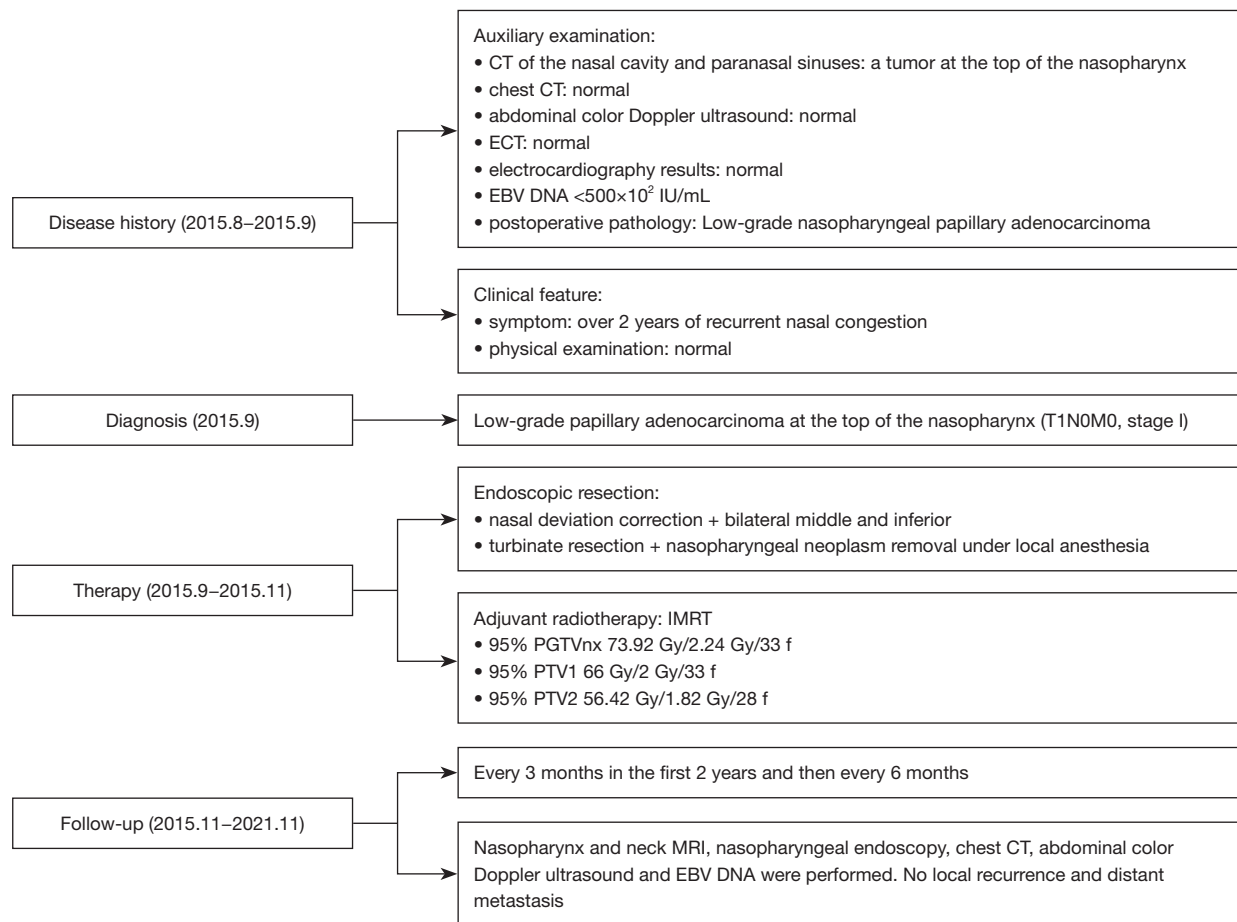 Disease history (2015.8–2015.9)
Auxiliary examination:
• CT of the nasal cavity and paranasal sinuses: a tumor at the top of the nasopharynx
• chest CT: normal
• abdominal color Doppler ultrasound: normal
• ECT: normal
• electrocardiography results: normal
• EBV DNA <500×10² IU/mL
• postoperative pathology: Low-grade nasopharyngeal papillary adenocarcinoma
Clinical feature:
• symptom: over 2 years of recurrent nasal congestion
• physical examination: normal
Diagnosis (2015.9)
Low-grade papillary adenocarcinoma at the top of the nasopharynx (T1N0M0, stage I)
Therapy (2015.9–2015.11)
Endoscopic resection:
• nasal deviation correction + bilateral middle and inferior
• turbinate resection + nasopharyngeal neoplasm removal under local anesthesia
Adjuvant radiotherapy: IMRT
• 95% PGTVnx 73.92 Gy/2.24 Gy/33 f
• 95% PTV1 66 Gy/2 Gy/33 f
• 95% PTV2 56.42 Gy/1.82 Gy/28 f
Follow-up (2015.11–2021.11)
Every 3 months in the first 2 years and then every 6 months
Nasopharynx and neck MRI, nasopharyngeal endoscopy, chest CT, abdominal color
Doppler ultrasound and EBV DNA were performed. No local recurrence and distant
metastasis